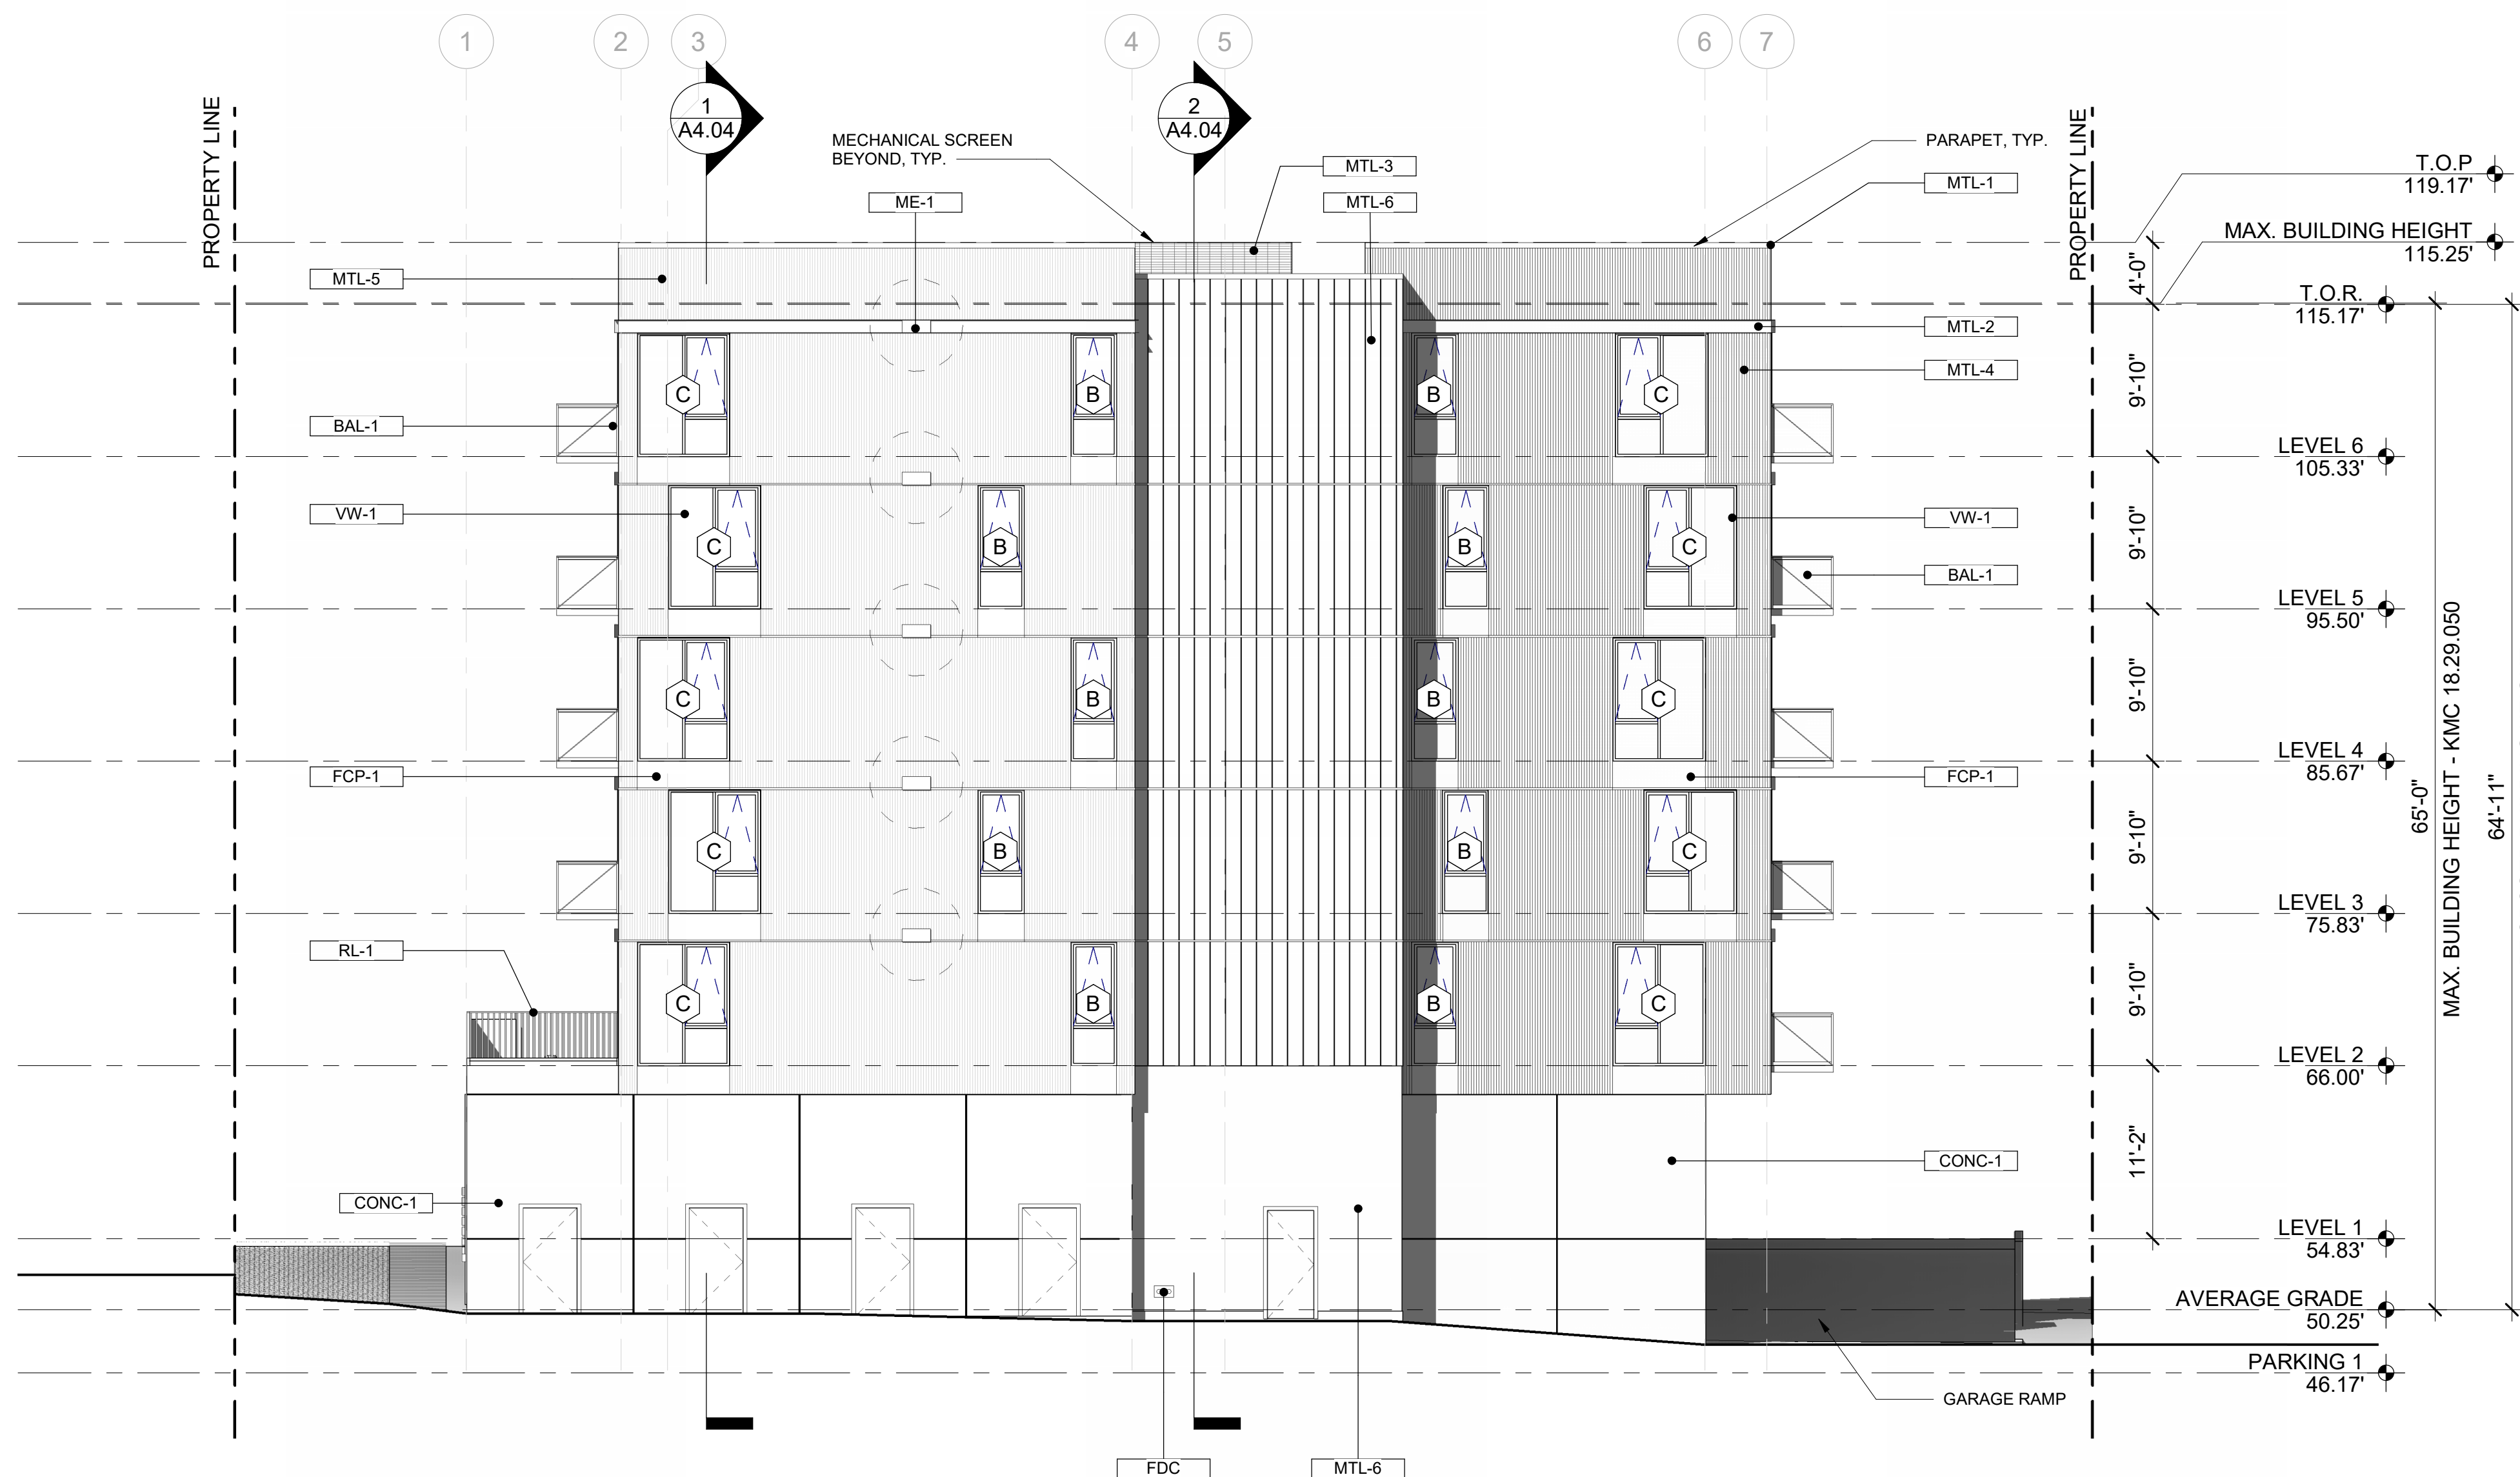 1
2
3
4
5
6
7
PROPERTY LINE
PROPERTY LINE
1
A4.04
2
A4.04
MECHANICAL SCREEN
BEYOND, TYP.
PARAPET, TYP.
MTL-3
MTL-1
ME-1
MTL-6
MTL-5
MTL-2
MTL-4
BAL-1
VW-1
VW-1
BAL-1
FCP-1
FCP-1
RL-1
CONC-1
CONC-1
C
B
B
C
C
B
B
C
C
B
B
C
C
B
B
C
C
B
B
C
T.O.P
119.17'
MAX. BUILDING HEIGHT
115.25'
T.O.R.
115.17'
LEVEL 6
105.33'
LEVEL 5
95.50'
LEVEL 4
85.67'
LEVEL 3
75.83'
LEVEL 2
66.00'
LEVEL 1
54.83'
AVERAGE GRADE
50.25'
PARKING 1
46.17'
4'-0"
9'-10"
9'-10"
9'-10"
9'-10"
9'-10"
11'-2"
65'-0"
MAX. BUILDING HEIGHT - KMC 18.29.050
64'-11"
GARAGE RAMP
FDC
MTL-6